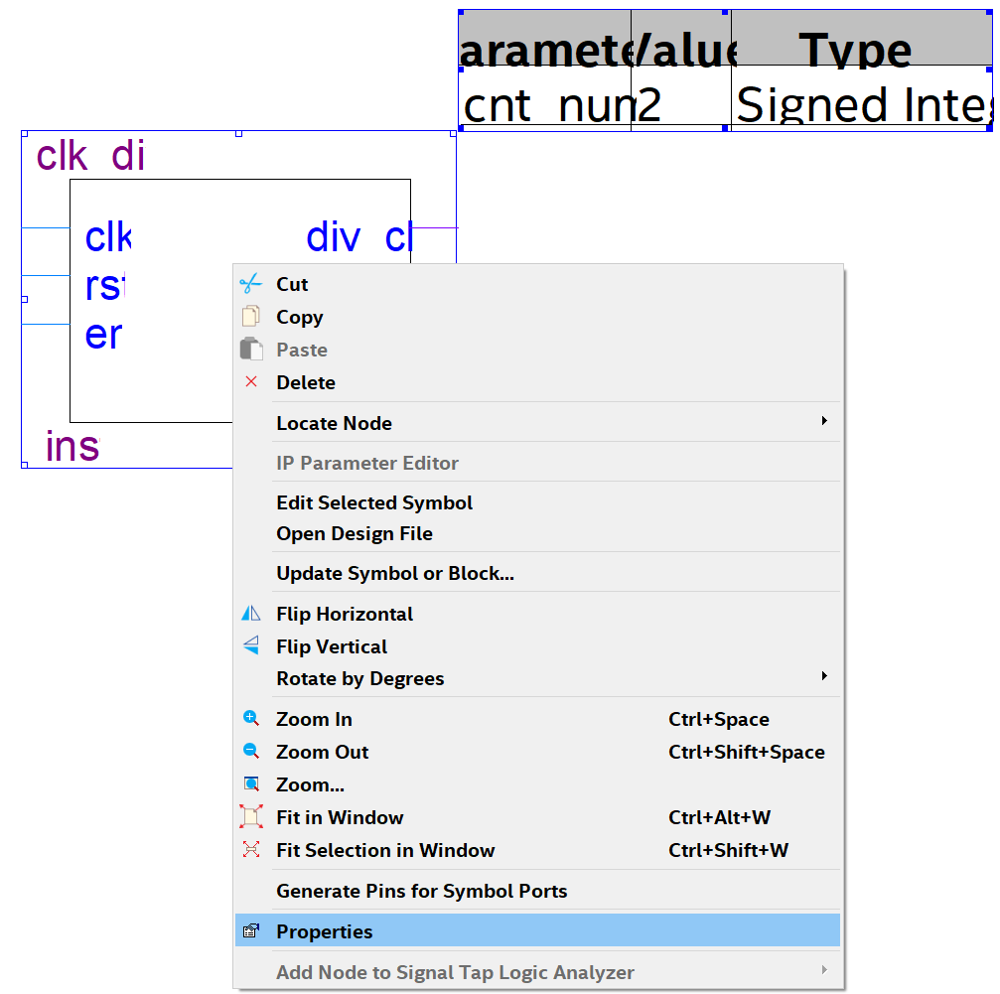 aramete Value Type
cnt_num 2 Signed Integ
clk_di
clk div_cl
rst
er
ins
Cut
Copy
Paste
Delete
Locate Node
IP Parameter Editor
Edit Selected Symbol
Open Design File
Update Symbol or Block...
Flip Horizontal
Flip Vertical
Rotate by Degrees
Zoom In Ctrl+Space
Zoom Out Ctrl+Shift+Space
Zoom...
Fit in Window Ctrl+Alt+W
Fit Selection in Window Ctrl+Shift+W
Generate Pins for Symbol Ports
Properties
Add Node to Signal Tap Logic Analyzer